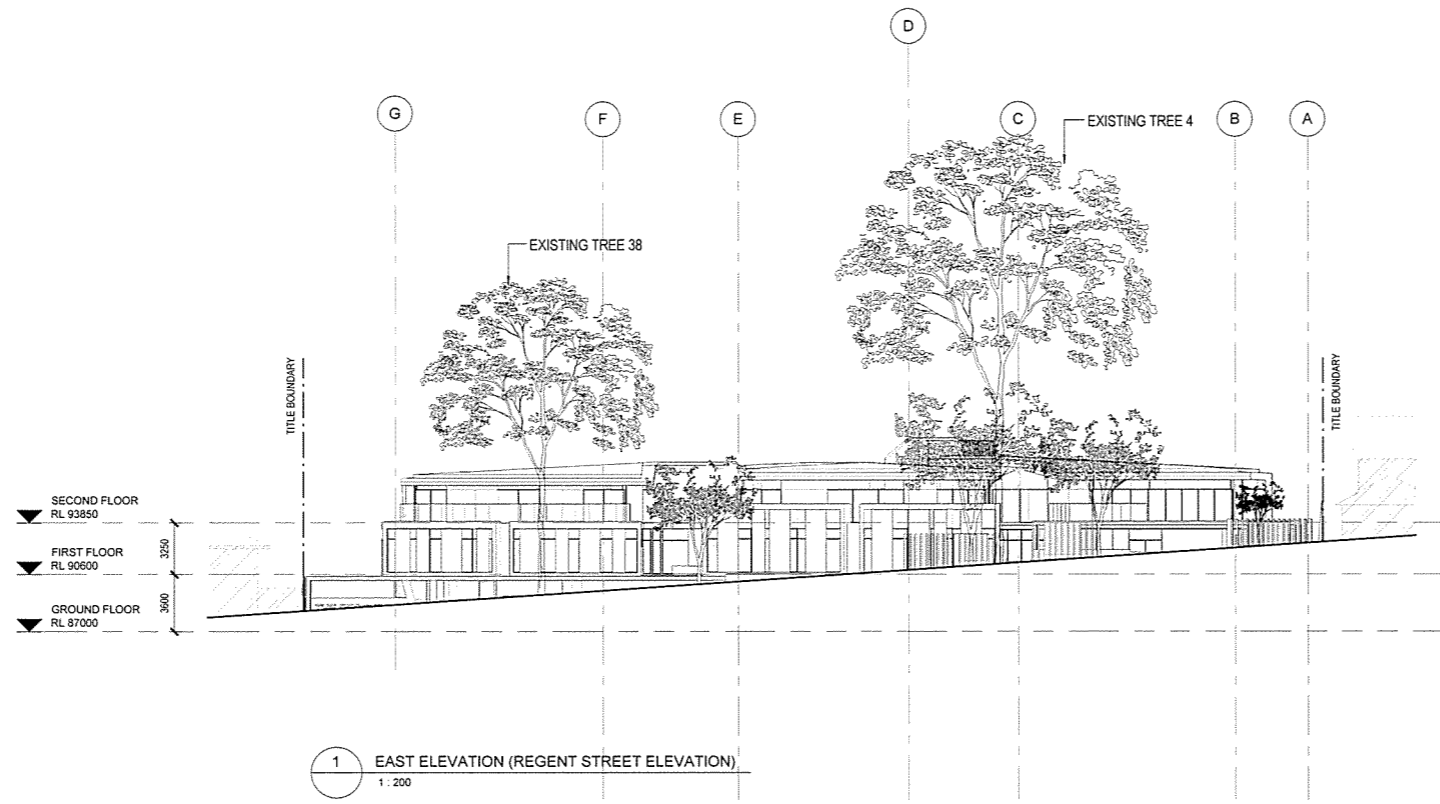 D
G
F
E
C
B
A
EXISTING TREE 4
EXISTING TREE 38
TITLE BOUNDARY
TITLE BOUNDARY
SECOND FLOOR
RL 93850
3250
FIRST FLOOR
RL 90600
3600
GROUND FLOOR
RL 87000
1
EAST ELEVATION (REGENT STREET ELEVATION)
1 : 200